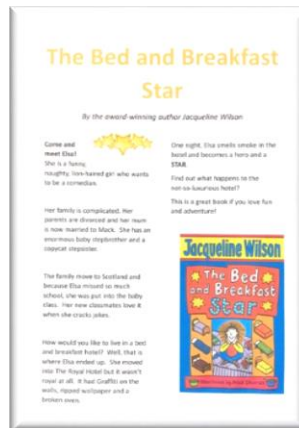 The Bed and Breakfast
Star
By the award-winning author Jacqueline Wilson
Come and
meet Elsa!
She is a funny,
naughty, lion-haired girl who wants
to be a comedian.
Her family is complicated. Her
parents are divorced and her mum
is now married to Mack. She has an
enormous baby stepbrother and a
copycat stepsister.
The family move to Scotland and
because Elsa missed so much
school, she was put into the baby
class. Her new classmates love it
when she cracks jokes.
How would you like to live in a bed
and breakfast hotel? Well, that is
where Elsa ended up. She moved
into The Royal Hotel but it wasn't
royal at all. It had Graffiti on the
walls, ripped wallpaper and a
broken oven.
One night, Elsa smells smoke in the
hotel and becomes a hero and a
STAR.
Find out what happens to the
not-so-luxurious hotel?
This is a great book if you love fun
and adventure!
Jacqueline Wilson
The Bed
and Breakfast
Star